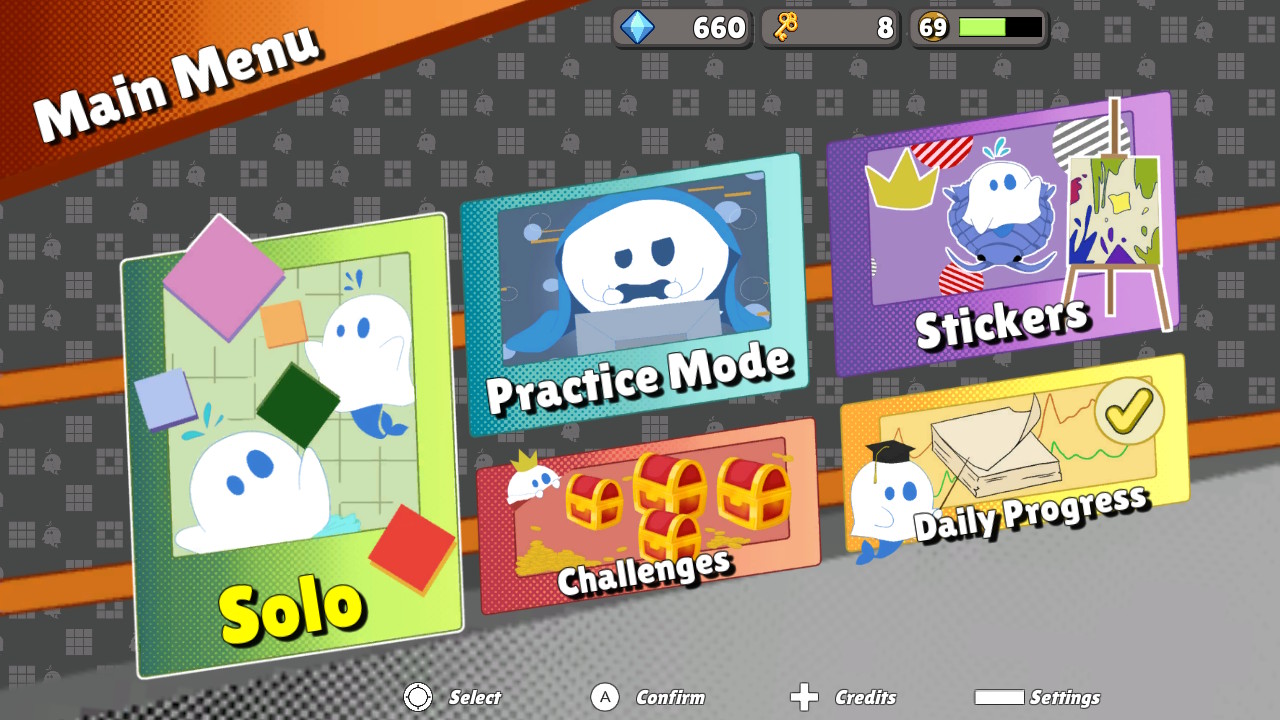 Main Menu
660
8
69
Solo
Practice Mode
Stickers
Challenges
Daily Progress
Select
A
Confirm
Credits
Settings